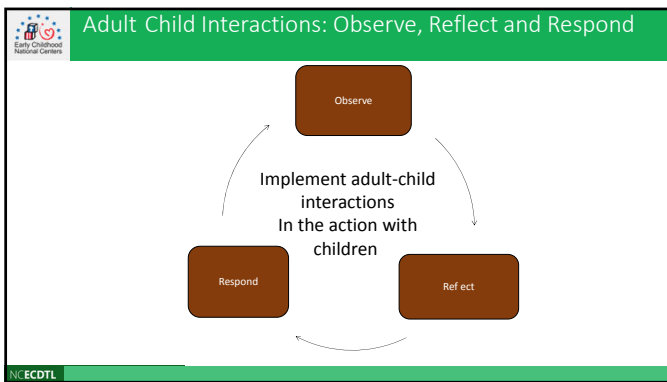 Early Childhood
National Centers
Adult Child Interactions: Observe, Reflect and Respond
Observe
Implement adult-child
interactions
In the action with
children
Respond
Ref ect
NCECDTL